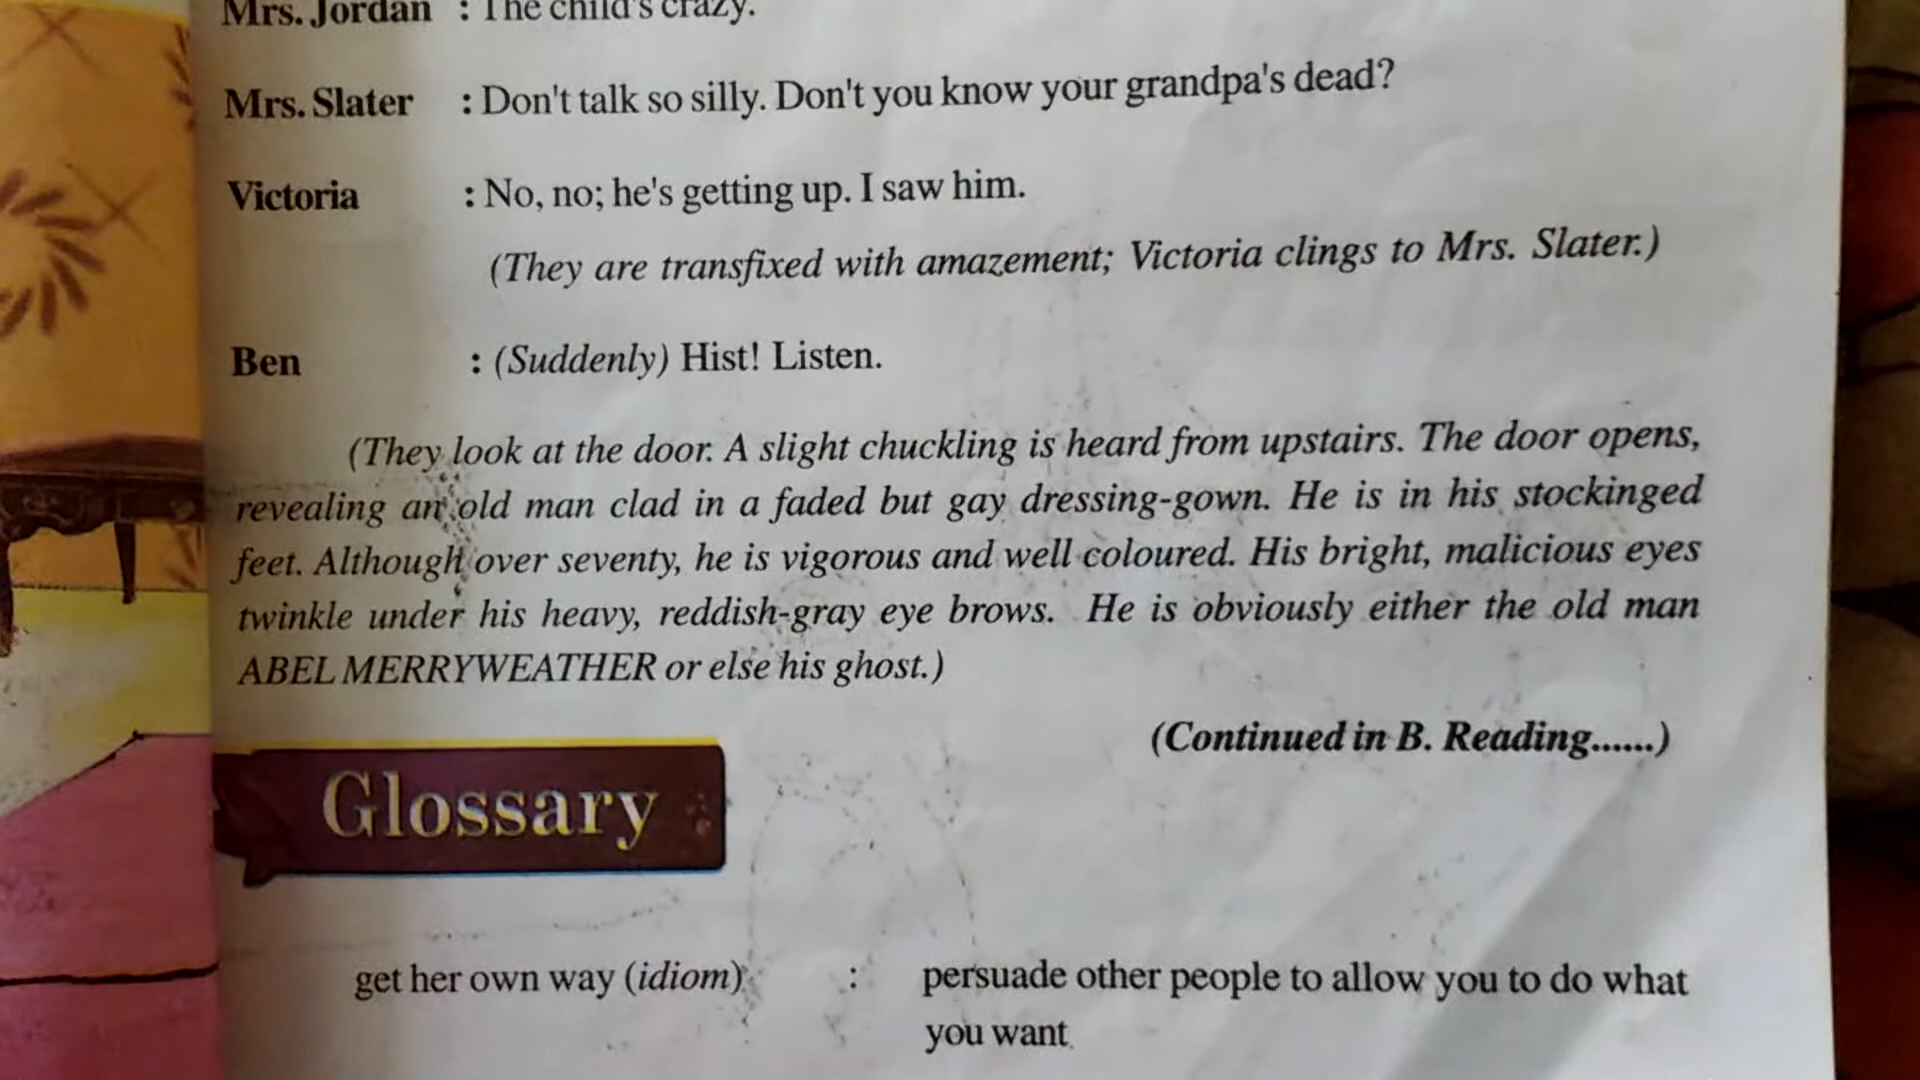 Mrs. Jordan : The child's crazy.
Mrs. Slater : Don't talk so silly. Don't you know your grandpa's dead?
Victoria : No, no; he's getting up. I saw him.
(They are transfixed with amazement; Victoria clings to Mrs. Slater.)
Ben : (Suddenly) Hist! Listen.
(They look at the door. A slight chuckling is heard from upstairs. The door opens,
revealing an old man clad in a faded but gay dressing-gown. He is in his stockinged
feet. Although over seventy, he is vigorous and well coloured. His bright, malicious eyes
twinkle under his heavy, reddish-gray eye brows. He is obviously either the old man
ABEL MERRYWEATHER or else his ghost.)
(Continued in B. Reading......)
Glossary
get her own way (idiom) : persuade other people to allow you to do what
you want